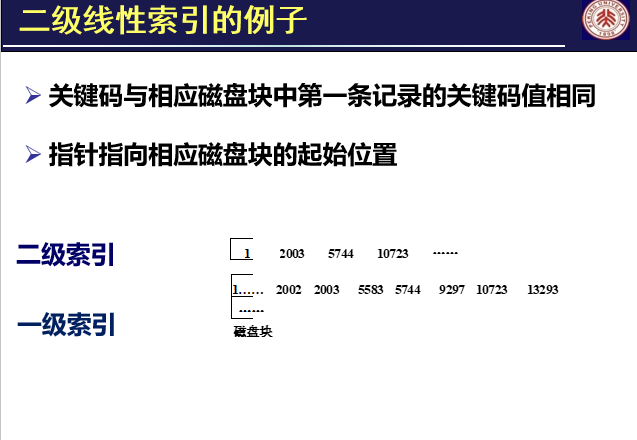 二级线性索引的例子
PEKING UNIVERSITY
1898
关键码与相应磁盘块中第一条记录的关键码值相同
指针指向相应磁盘块的起始位置
二级索引
1 2003 5744 10723 ……
1…… 2002 2003 5583 5744 9297 10723 13293
……
一级索引
磁盘块